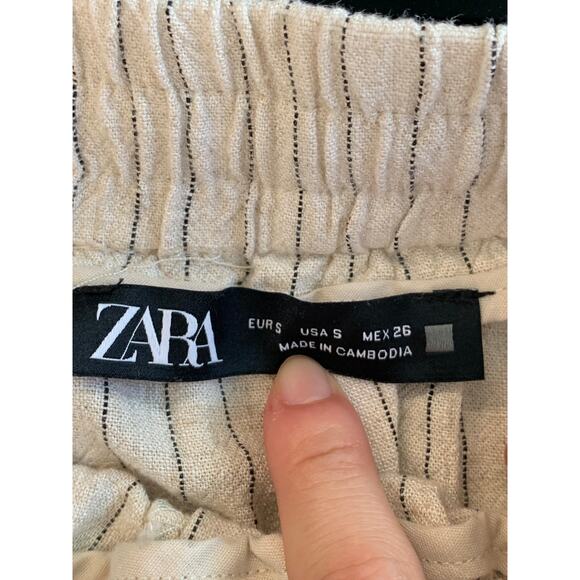 ZARA
EUR S USA S MEX 26
MADE IN CAMBODIA